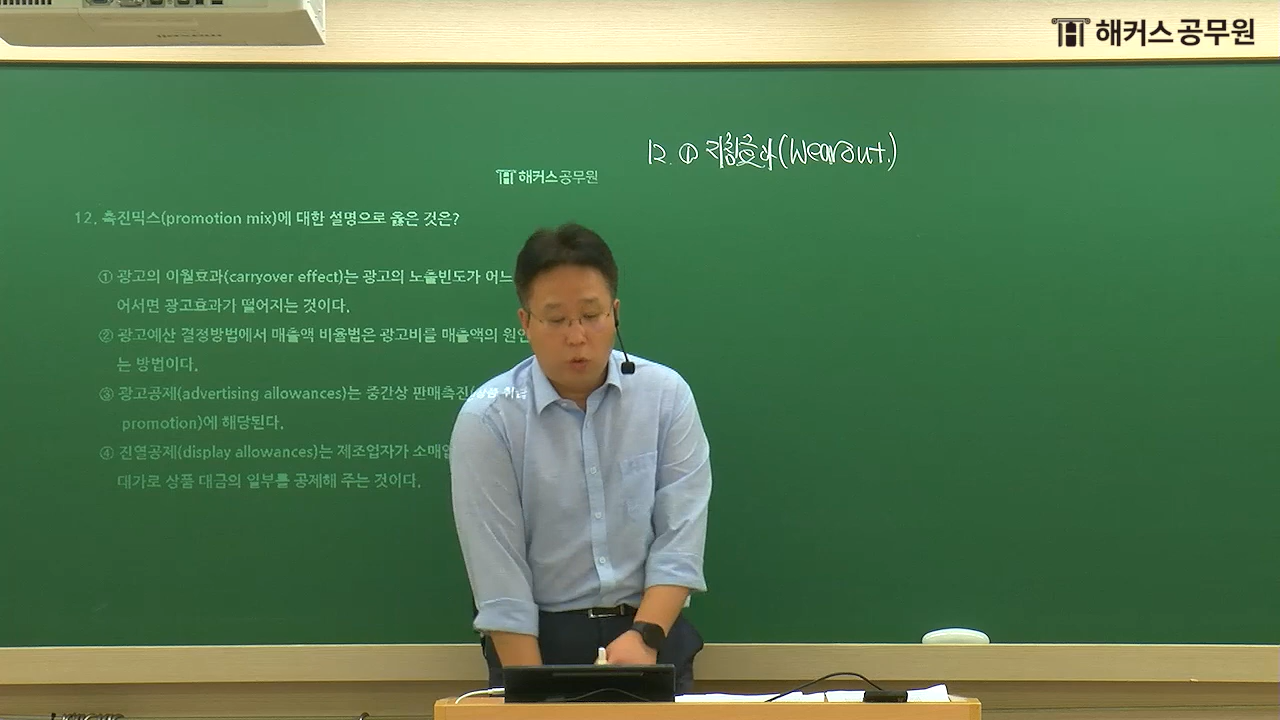 해커스공무원
12. ① 지침효과(Wearout.)
해커스공무원
12. 촉진믹스(promotion mix)에 대한 설명으로 옳은 것은?
① 광고의 이월효과(carryover effect)는 광고의 노출빈도가 어느
어서면 광고효과가 떨어지는 것이다.
② 광고예산 결정방법에서 매출액 비율법은 광고비를 매출액의 원인
는 방법이다.
③ 광고공제(advertising allowances)는 중간상 판매촉진(
promotion)에 해당된다.
④ 진열공제(display allowances)는 제조업자가 소매업
대가로 상품 대금의 일부를 공제해 주는 것이다.